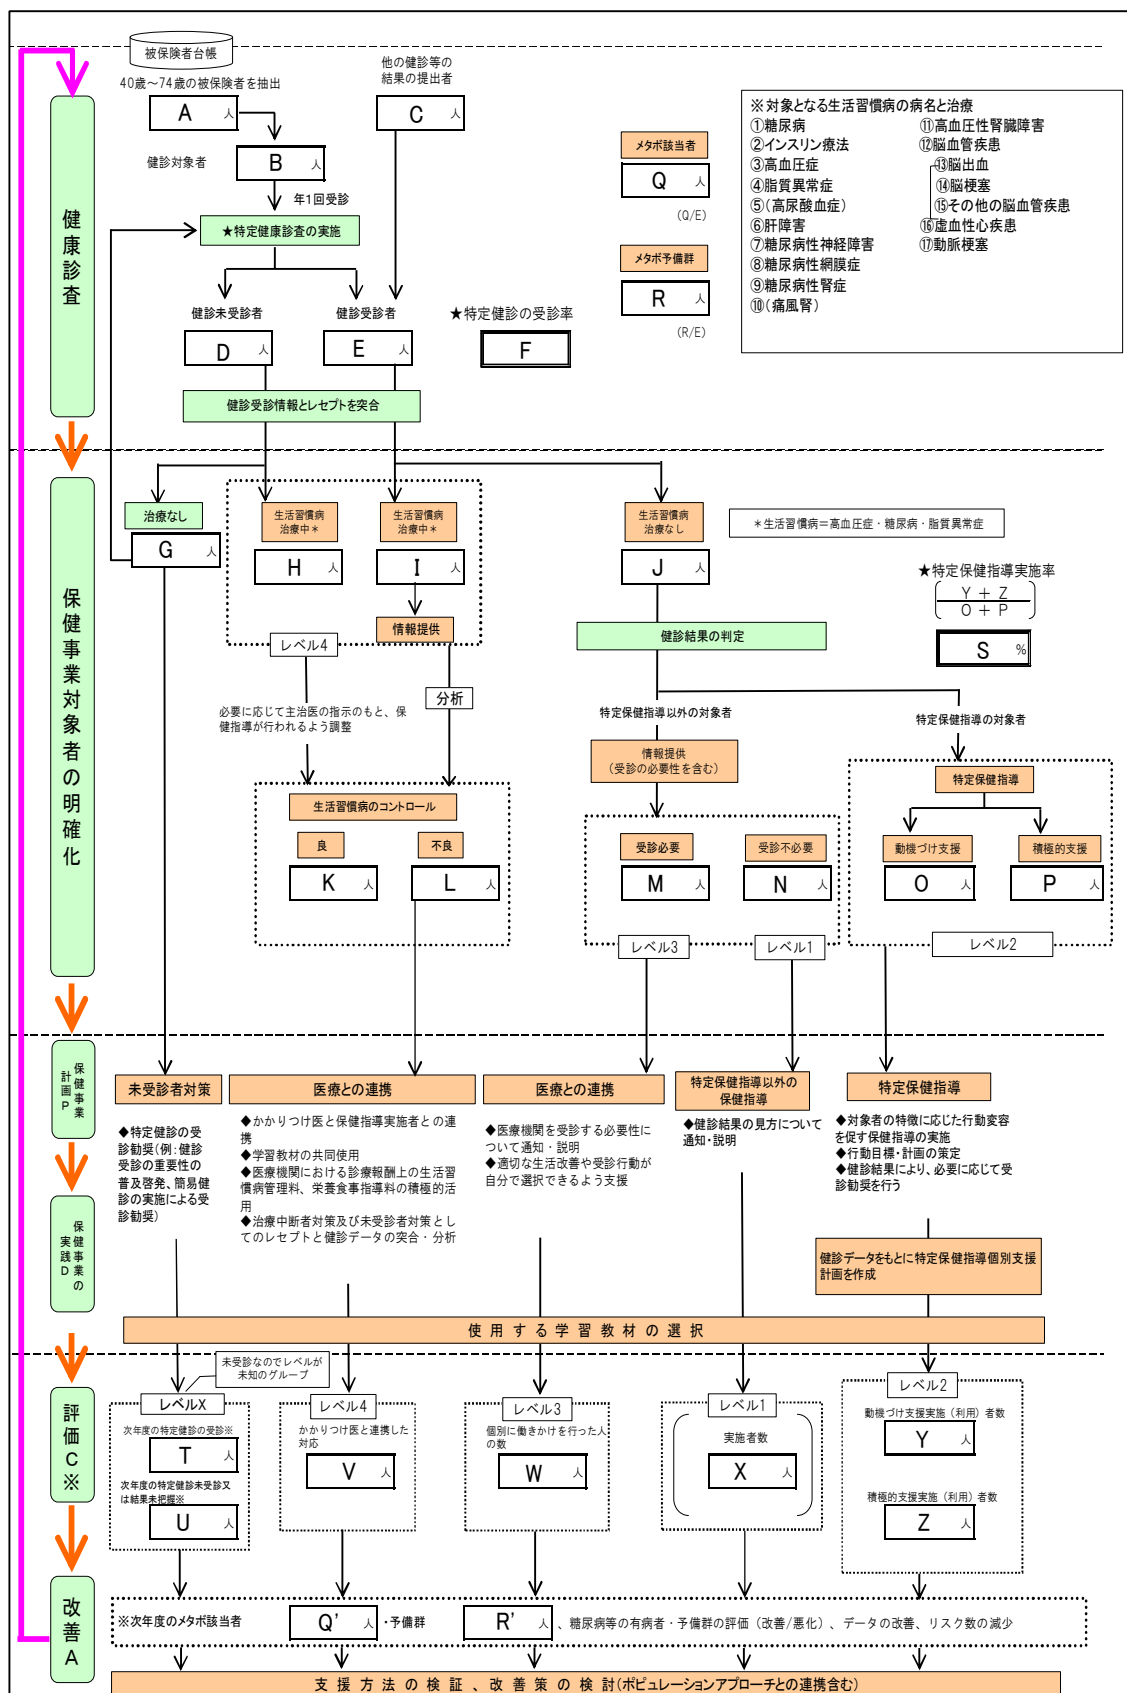 被保険者台帳
40歳～74歳の被保険者を抽出
A 人
他の健診等の
結果の提出者
C 人
健診対象者
B 人
年1回受診
★特定健康診査の実施
健診未受診者
D 人
健診受診者
E 人
★特定健診の受診率
F
メタボ該当者
Q 人
(Q/E)
メタボ予備群
R 人
(R/E)
※対象となる生活習慣病の病名と治療
①糖尿病
②インスリン療法
③高血圧症
④脂質異常症
⑤(高尿酸血症)
⑥肝障害
⑦糖尿病性神経障害
⑧糖尿病性網膜症
⑨糖尿病性腎症
⑩(痛風腎)
⑪高血圧性腎臓障害
⑫脳血管疾患
⑬脳出血
⑭脳梗塞
⑮その他の脳血管疾患
⑯虚血性心疾患
⑰動脈梗塞
健康診査
健診受診情報とレセプトを突合
保健事業対象者の明確化
治療なし
G 人
生活習慣病
治療中＊
H 人
生活習慣病
治療中＊
I 人
情報提供
レベル4
生活習慣病
治療なし
J 人
＊生活習慣病＝高血圧症・糖尿病・脂質異常症
★特定保健指導実施率
Y + Z
O + P
S %
健診結果の判定
必要に応じて主治医の指示のもと、保
健指導が行われるよう調整
分析
特定保健指導以外の対象者
特定保健指導の対象者
情報提供
(受診の必要性を含む)
生活習慣病のコントロール
良
K 人
不良
L 人
受診必要
M 人
受診不必要
N 人
特定保健指導
動機づけ支援
O 人
積極的支援
P 人
レベル3
レベル1
レベル2
保健事業
計画P
未受診者対策
◆特定健診の受
診勧奨(例:健診
受診の重要性の
普及啓発、簡易健
診の実施による受
診勧奨)
医療との連携
◆かかりつけ医と保健指導実施者との連
携
◆学習教材の共同使用
◆医療機関における診療報酬上の生活習
慣病管理料、栄養食事指導料の積極的活
用
◆治療中断者対策及び未受診者対策とし
てのレセプトと健診データの突合・分析
医療との連携
◆医療機関を受診する必要性に
ついて通知・説明
◆適切な生活改善や受診行動が
自分で選択できるよう支援
特定保健指導以外の
保健指導
◆健診結果の見方について
通知・説明
特定保健指導
◆対象者の特徴に応じた行動変容
を促す保健指導の実施
◆行動目標・計画の策定
◆健診結果により、必要に応じて受
診勧奨を行う
保健事業の
実践D
健診データをもとに特定保健指導個別支援
計画を作成
使用する学習教材の選択
評価C※
未受診なのでレベルが
未知のグループ
レベルX
次年度の特定健診の受診※
T 人
次年度の特定健診未受診又
は結果未把握※
U 人
レベル4
かかりつけ医と連携した
対応
V 人
レベル3
個別に働きかけを行った人
の数
W 人
レベル1
実施者数
X 人
レベル2
動機づけ支援実施（利用）者数
Y 人
積極的支援実施（利用）者数
Z 人
改善A
※次年度のメタボ該当者 Q' 人 ・予備群 R' 人 、糖尿病等の有病者・予備群の評価（改善/悪化）、データの改善、リスク数の減少
支援方法の検証、改善策の検討(ポピュレーションアプローチとの連携含む)